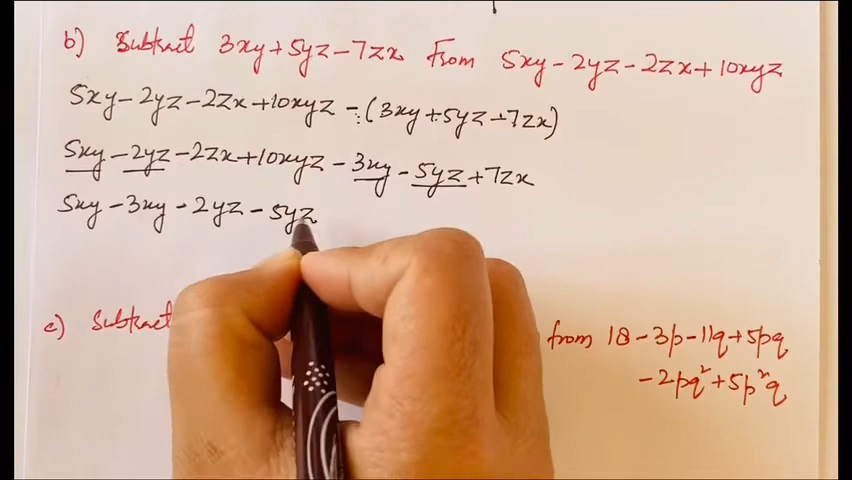 b) Subtract 3xy+5yz-7zx From 5xy-2yz-2zx+10xyz
5xy-2yz-2zx+10xyz-(3xy+5yz-7zx)
5xy-2yz-2zx+10xyz-3xy-5yz+7zx
5xy-3xy-2yz-5yz
c) Subtract from 18-3p-11q+5pq
-2pq²+5p²q